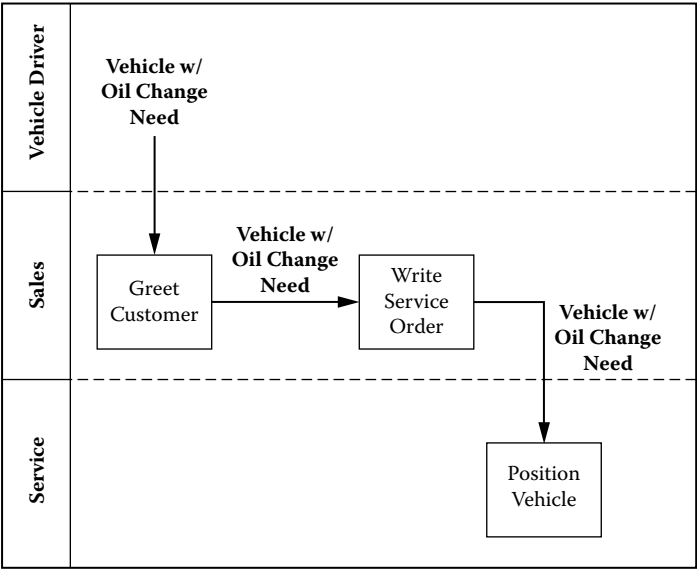 Vehicle Driver
Vehicle w/
Oil Change
Need
Sales
Greet
Customer
Vehicle w/
Oil Change
Need
Write
Service
Order
Vehicle w/
Oil Change
Need
Service
Position
Vehicle